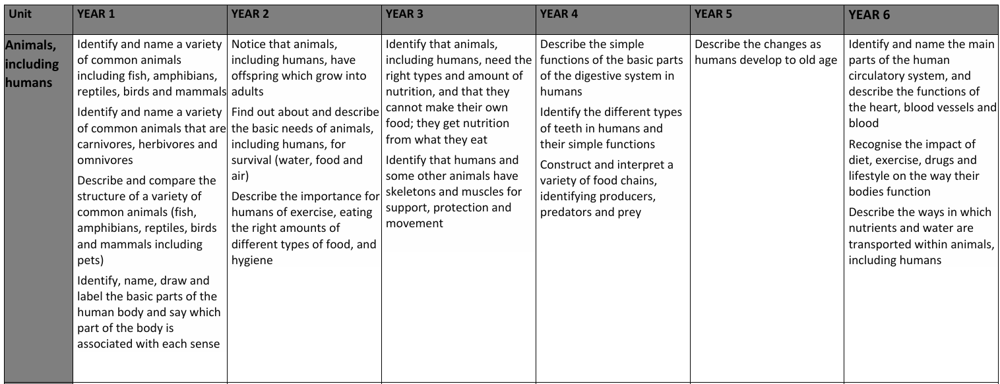 Unit
YEAR 1
YEAR 2
YEAR 3
YEAR 4
YEAR 5
YEAR 6
Animals,
including
humans
Identify and name a variety
of common animals
including fish, amphibians,
reptiles, birds and mammals
Identify and name a variety
of common animals that are
carnivores, herbivores and
omnivores
Describe and compare the
structure of a variety of
common animals (fish,
amphibians, reptiles, birds
and mammals including
pets)
Identify, name, draw and
label the basic parts of the
human body and say which
part of the body is
associated with each sense
Notice that animals,
including humans, have
offspring which grow into
adults
Find out about and describe
the basic needs of animals,
including humans, for
survival (water, food and
air)
Describe the importance for
humans of exercise, eating
the right amounts of
different types of food, and
hygiene
Identify that animals,
including humans, need the
right types and amount of
nutrition, and that they
cannot make their own
food; they get nutrition
from what they eat
Identify that humans and
some other animals have
skeletons and muscles for
support, protection and
movement
Describe the simple
functions of the basic parts
of the digestive system in
humans
Identify the different types
of teeth in humans and
their simple functions
Construct and interpret a
variety of food chains,
identifying producers,
predators and prey
Describe the changes as
humans develop to old age
Identify and name the main
parts of the human
circulatory system, and
describe the functions of
the heart, blood vessels and
blood
Recognise the impact of
diet, exercise, drugs and
lifestyle on the way their
bodies function
Describe the ways in which
nutrients and water are
transported within animals,
including humans